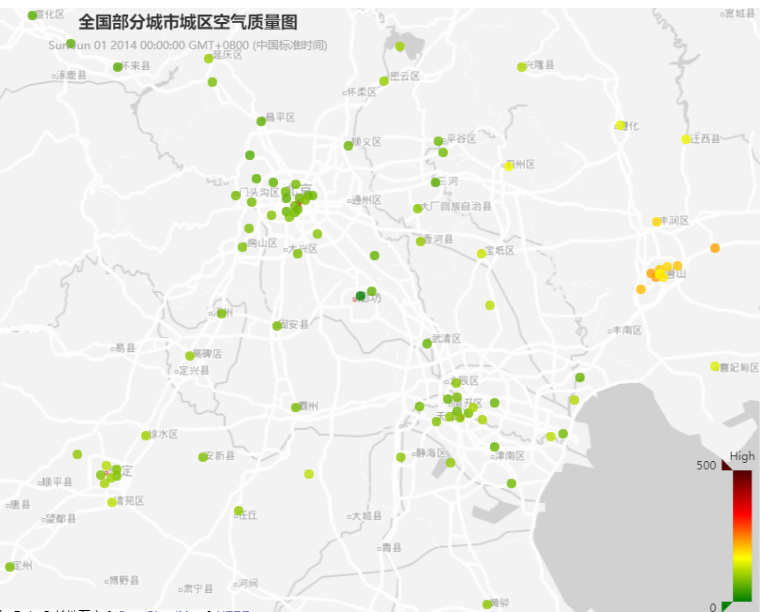 宣化区
宽城县
全国部分城市城区空气质量图
Sun Jun 01 2014 00:00:00 GMT+0800 (中国标准时间)
延庆区
怀来县
涿鹿县
密云区
兴隆县
怀柔区
昌平区
遵化
迁西县
顺义区
平谷区
蓟州区
三河
门头沟区
通州区
大厂回族自治县
丰润区
香河县
房山区
大兴区
宝坻区
唐山
廊坊
涿州
固安县
丰南区
武清区
易县
高碑店
定兴县
曹妃甸区
北辰区
霸州
徐水区
静海区
津南区
安新县
High
500
保定
顺平县
清苑区
唐县
望都县
任丘
大城县
青县
定州
博野县
肃宁县
河间
黄骅
0